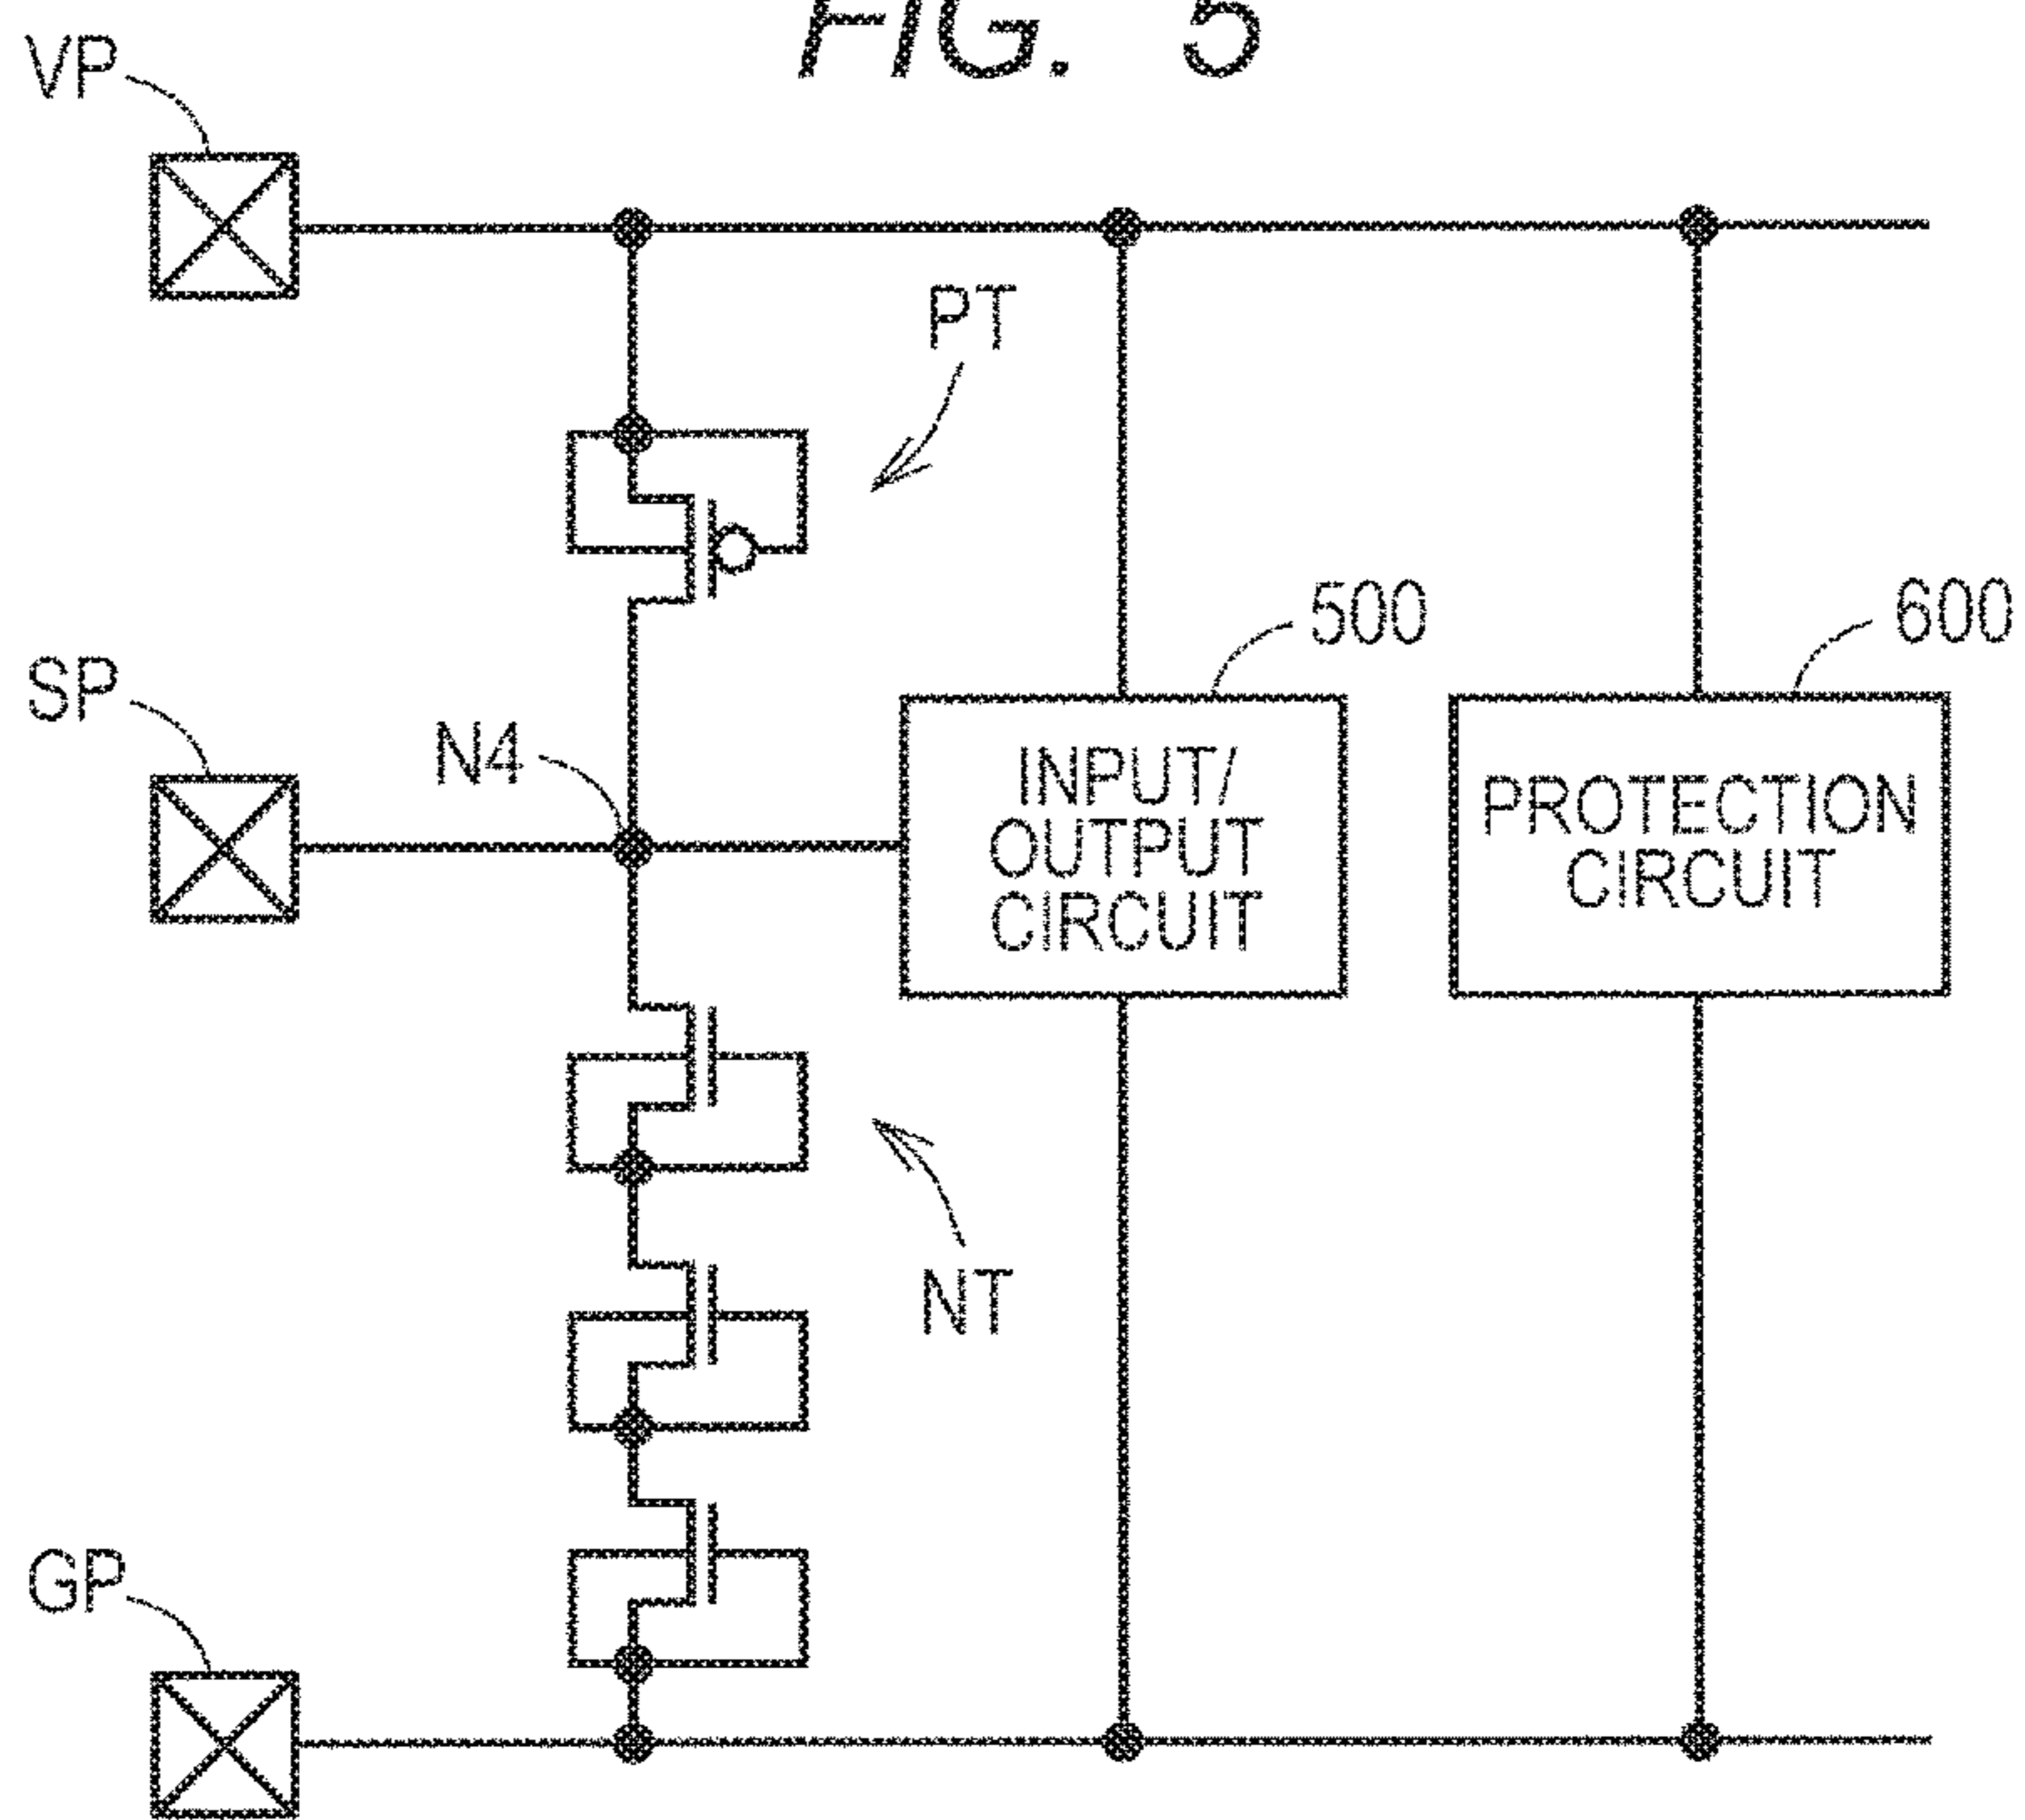 FIG. 5
VP
PT
500
600
SP
N4
INPUT/
OUTPUT
CIRCUIT
PROTECTION
CIRCUIT
NT
GP